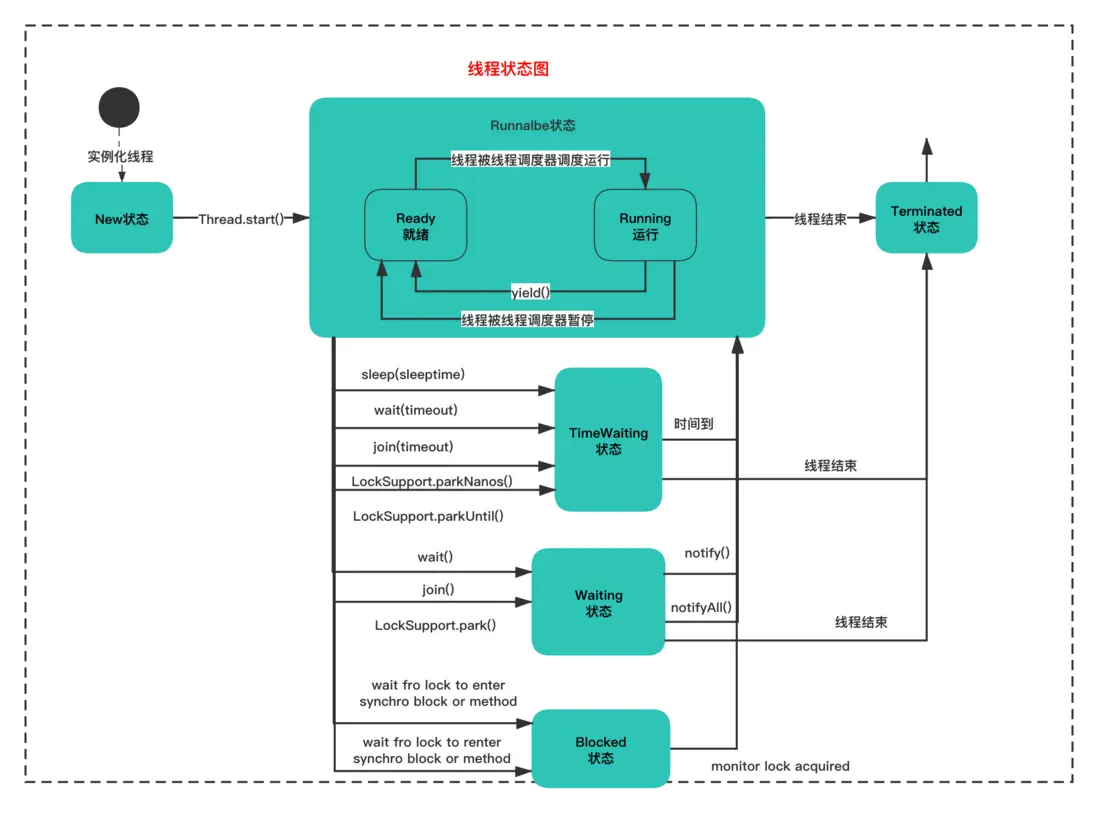 线程状态图
Runnalbe状态
实例化线程
线程被线程调度器调度运行
New状态
Thread.start()
Ready
就绪
Running
运行
线程结束
Terminated
状态
yield()
线程被线程调度器暂停
sleep(sleeptime)
wait(timeout)
join(timeout)
LockSupport.parkNanos()
LockSupport.parkUntil()
TimeWaiting
状态
时间到
线程结束
wait()
join()
LockSupport.park()
Waiting
状态
notify()
notifyAll()
线程结束
wait fro lock to enter
synchro block or method
wait fro lock to renter
synchro block or method
Blocked
状态
monitor lock acquired